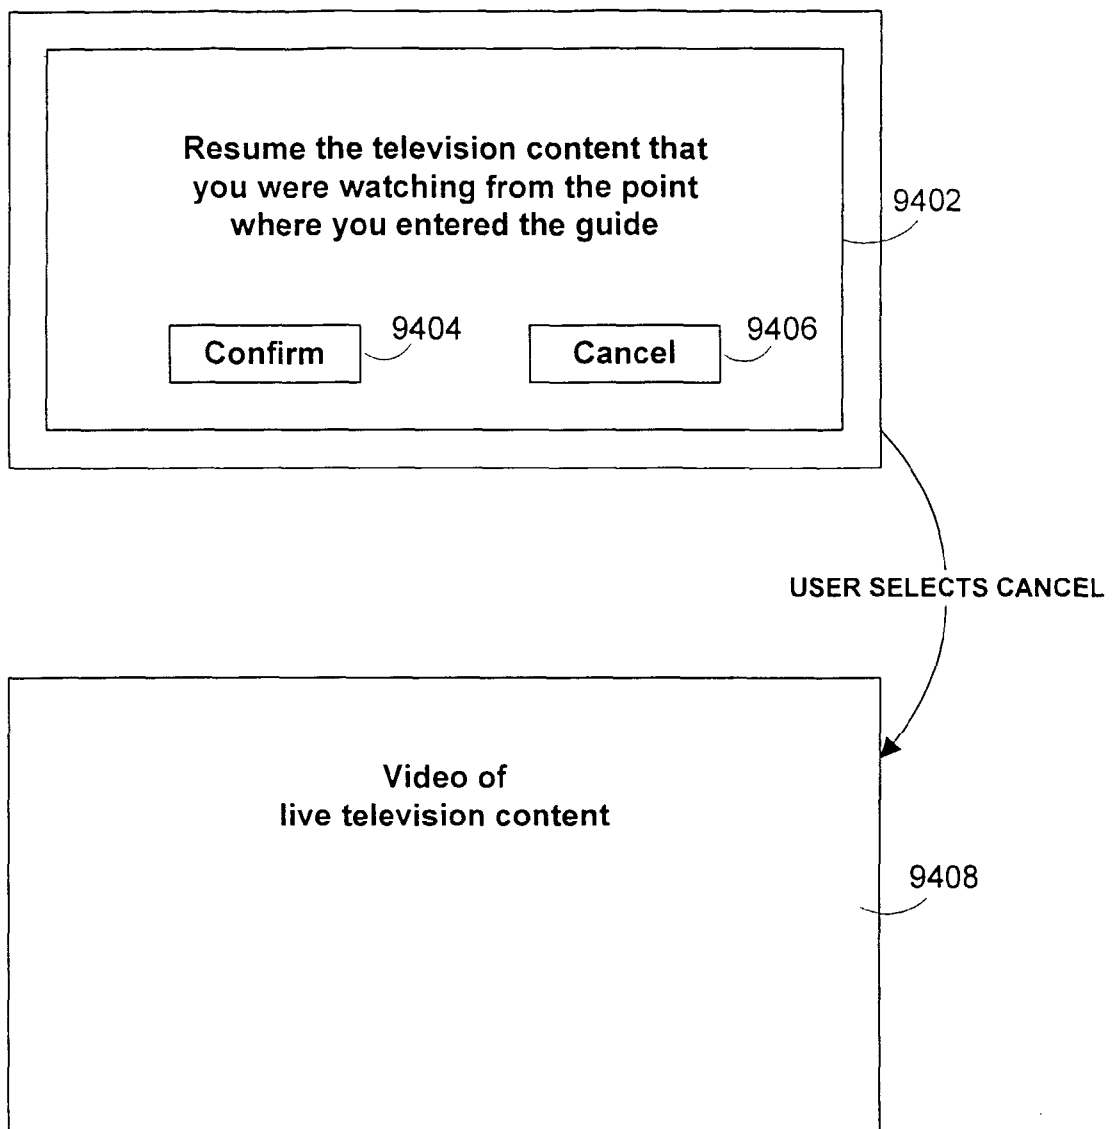 Resume the television content that
you were watching from the point
where you entered the guide
9402
Confirm
9404
Cancel
9406
USER SELECTS CANCEL
Video of
live television content
9408